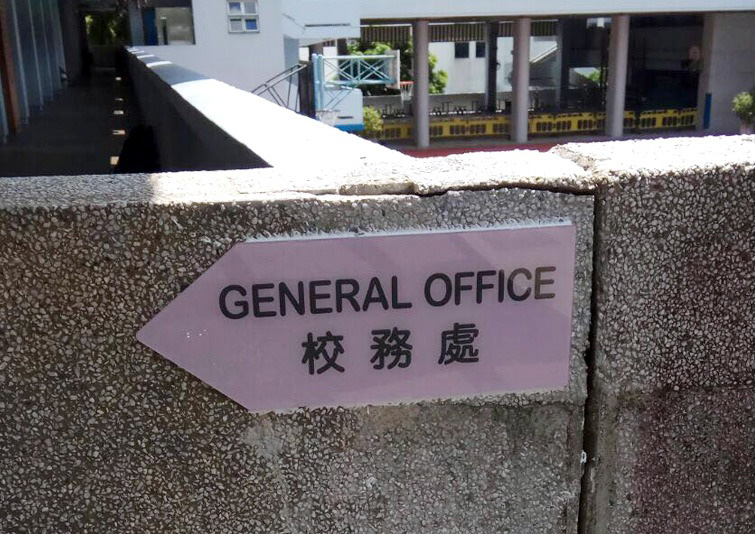 GENERAL OFFICE
校務處